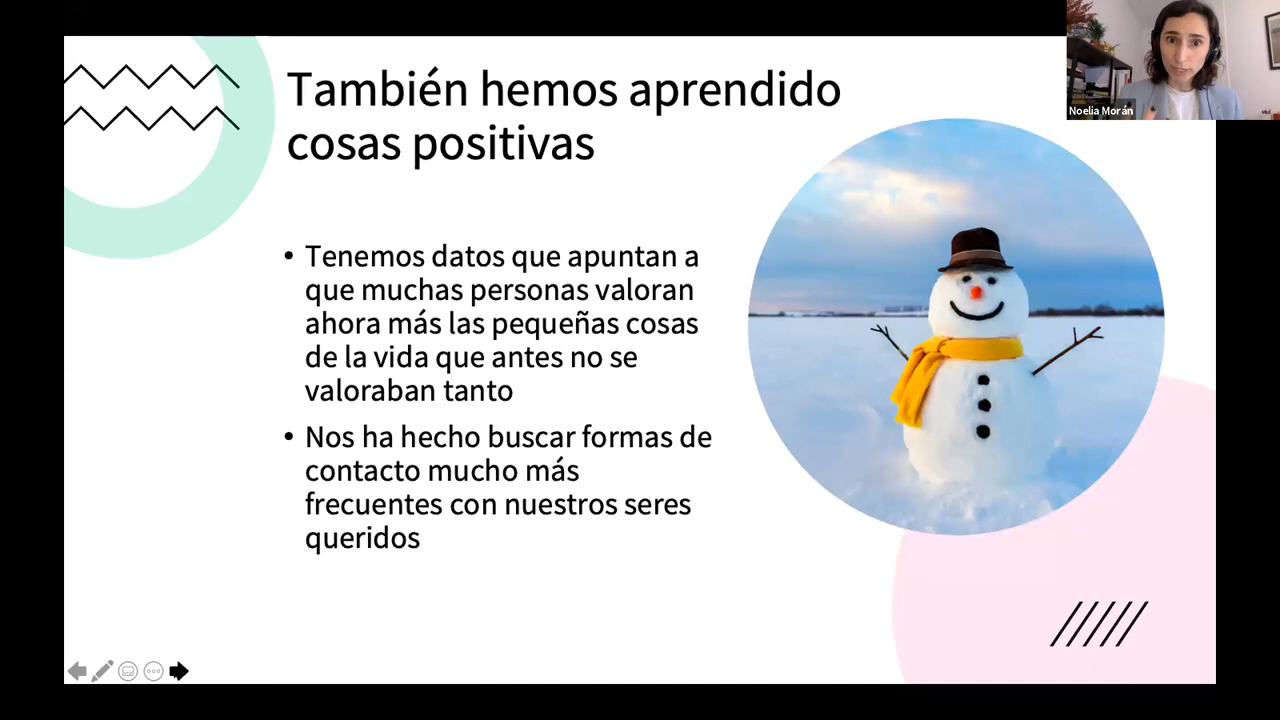 También hemos aprendido
cosas positivas
• Tenemos datos que apuntan a
que muchas personas valoran
ahora más las pequeñas cosas
de la vida que antes no se
valoraban tanto
• Nos ha hecho buscar formas de
contacto mucho más
frecuentes con nuestros seres
queridos
Noelia Morán